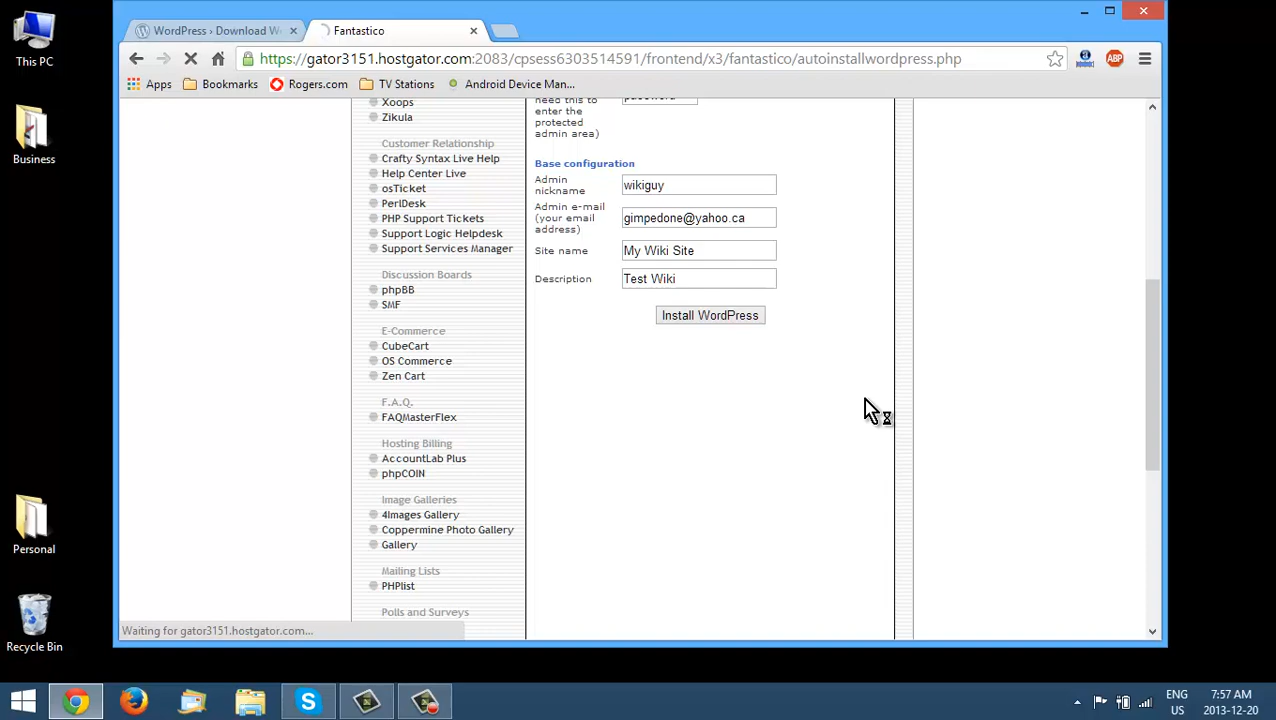 This PC
Business
Personal
Recycle Bin
WordPress › Download W
Fantastico
https://gator3151.hostgator.com:2083/cpsess6303514591/frontend/x3/fantastico/autoinstallwordpress.php
ABP
Apps
Bookmarks
Rogers.com
TV Stations
Android Device Man...
Xoops
Zikula
Customer Relationship
Crafty Syntax Live Help
Help Center Live
osTicket
PerlDesk
PHP Support Tickets
Support Logic Helpdesk
Support Services Manager
Discussion Boards
phpBB
SMF
E-Commerce
CubeCart
OS Commerce
Zen Cart
F.A.Q.
FAQMasterFlex
Hosting Billing
AccountLab Plus
phpCOIN
Image Galleries
4Images Gallery
Coppermine Photo Gallery
Gallery
Mailing Lists
PHPlist
Polls and Surveys
need this to
enter the
protected
admin area)
password
Base configuration
Admin
nickname
wikiguy
Admin e-mail
(your email
address)
gimpedone@yahoo.ca
Site name
My Wiki Site
Description
Test Wiki
Install WordPress
Waiting for gator3151.hostgator.com...
ENG
US
7:57 AM
2013-12-20